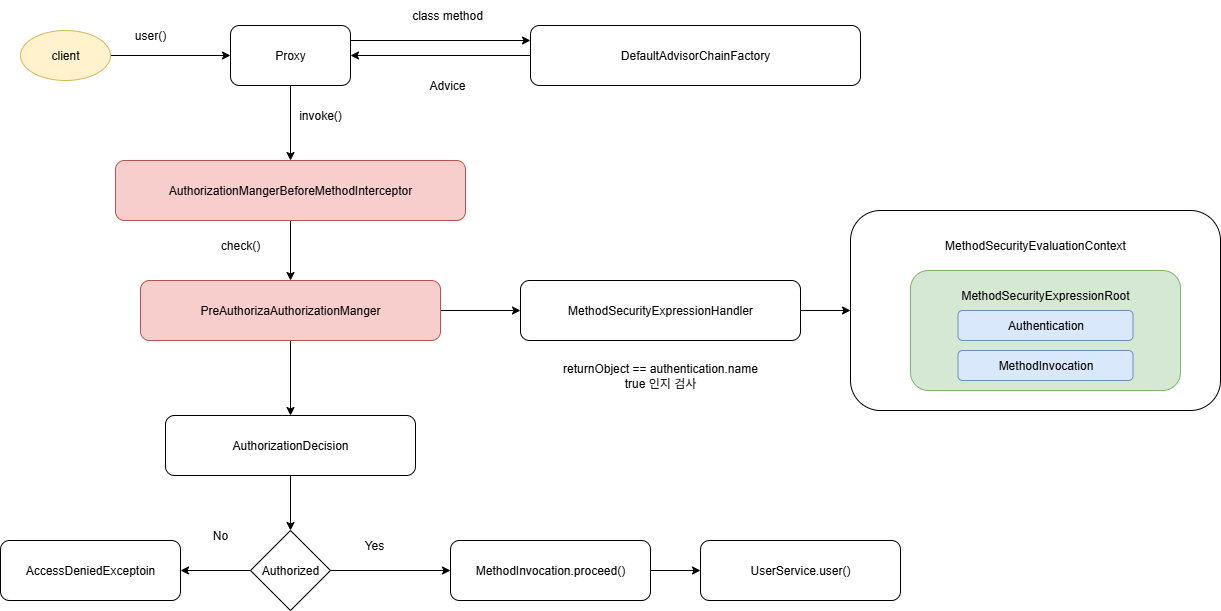 class method
client
user()
Proxy
DefaultAdvisorChainFactory
Advice
invoke()
AuthorizationMangerBeforeMethodInterceptor
check()
PreAuthorizaAuthorizationManger
MethodSecurityExpressionHandler
returnObject == authentication.name
true 인지 검사
MethodSecurityEvaluationContext
MethodSecurityExpressionRoot
Authentication
MethodInvocation
AuthorizationDecision
No
Yes
AccessDeniedExceptoin
Authorized
MethodInvocation.proceed()
UserService.user()